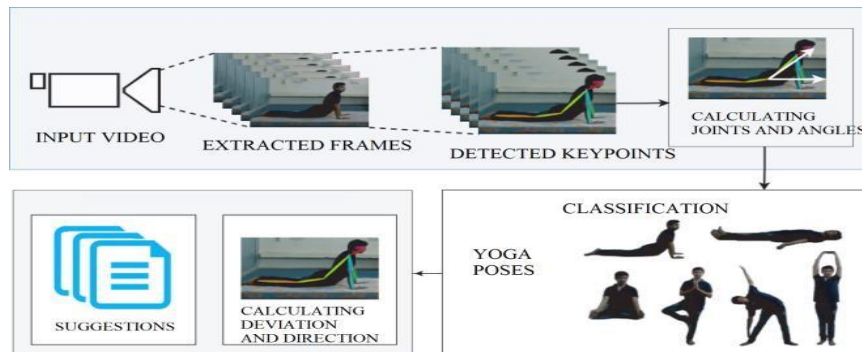 INPUT VIDEO
EXTRACTED FRAMES
DETECTED KEYPOINTS
CALCULATING
JOINTS AND ANGLES
CLASSIFICATION
YOGA
POSES
CALCULATING
DEVIATION
AND DIRECTION
SUGGESTIONS